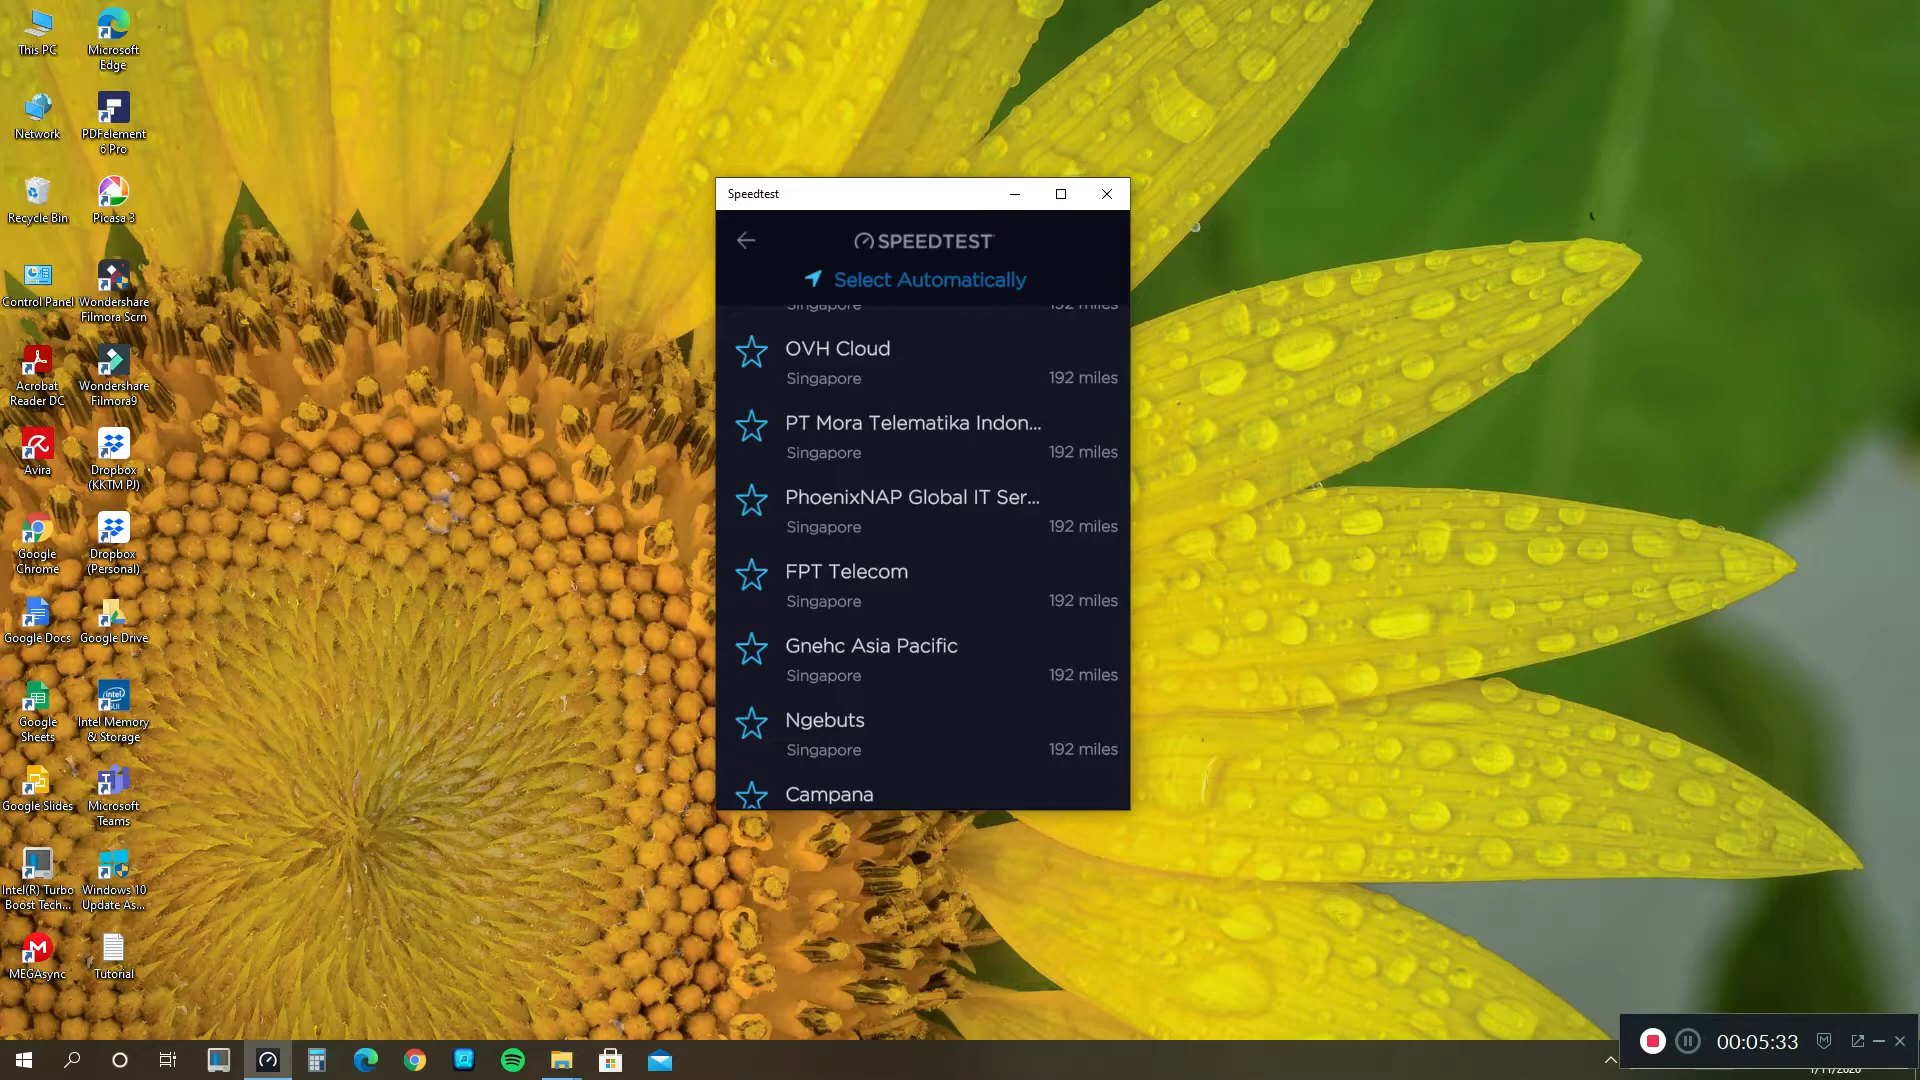 This PC
Microsoft
Edge
Network
PDFelement
6 Pro
Recycle Bin
Picasa 3
Control Panel
Wondershare
Filmora Scrn
Acrobat
Reader DC
Wondershare
Filmora9
Avira
Dropbox
(KKTM PJ)
Google
Chrome
Dropbox
(Personal)
Google Docs
Google Drive
Google
Sheets
Intel Memory
& Storage
Google Slides
Microsoft
Teams
Intel(R) Turbo
Boost Tech...
Windows 10
Update As...
MEGAsync
Tutorial
Speedtest
SPEEDTEST
Select Automatically
Singapore 192 miles
OVH Cloud
Singapore 192 miles
PT Mora Telematika Indon...
Singapore 192 miles
PhoenixNAP Global IT Ser...
Singapore 192 miles
FPT Telecom
Singapore 192 miles
Gnehc Asia Pacific
Singapore 192 miles
Ngebuts
Singapore 192 miles
Campana
00:05:33